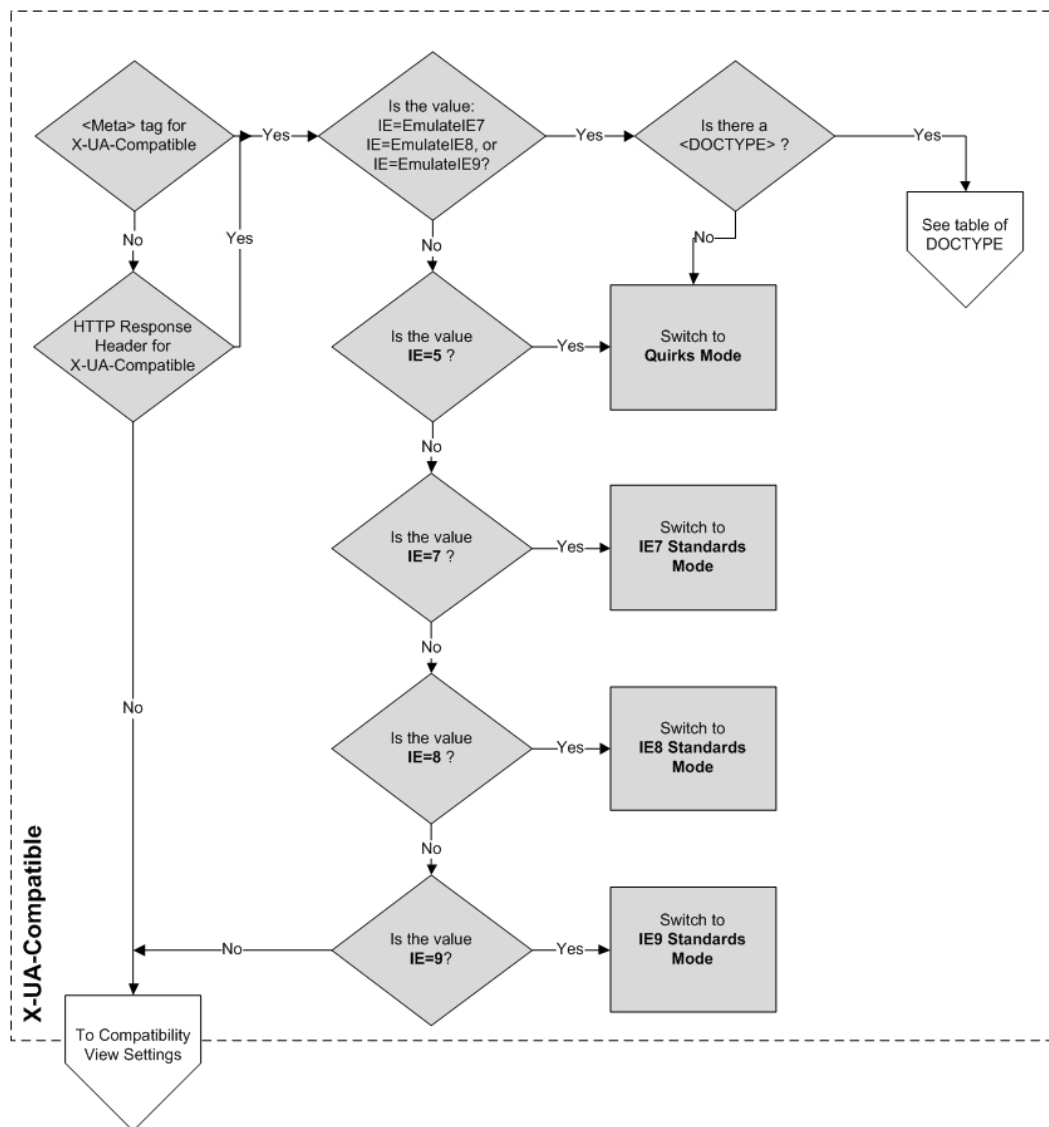 <Meta> tag for
X-UA-Compatible
Yes
Is the value:
IE=EmulateIE7
IE=EmulateIE8, or
IE=EmulateIE9?
Yes
Is there a
<DOCTYPE> ?
Yes
See table of
DOCTYPE
No
Yes
No
No
HTTP Response
Header for
X-UA-Compatible
Is the value
IE=5 ?
Yes
Switch to
Quirks Mode
No
Is the value
IE=7 ?
Yes
Switch to
IE7 Standards
Mode
No
No
Is the value
IE=8 ?
Yes
Switch to
IE8 Standards
Mode
No
Is the value
IE=9?
Yes
Switch to
IE9 Standards
Mode
No
X-UA-Compatible
To Compatibility
View Settings